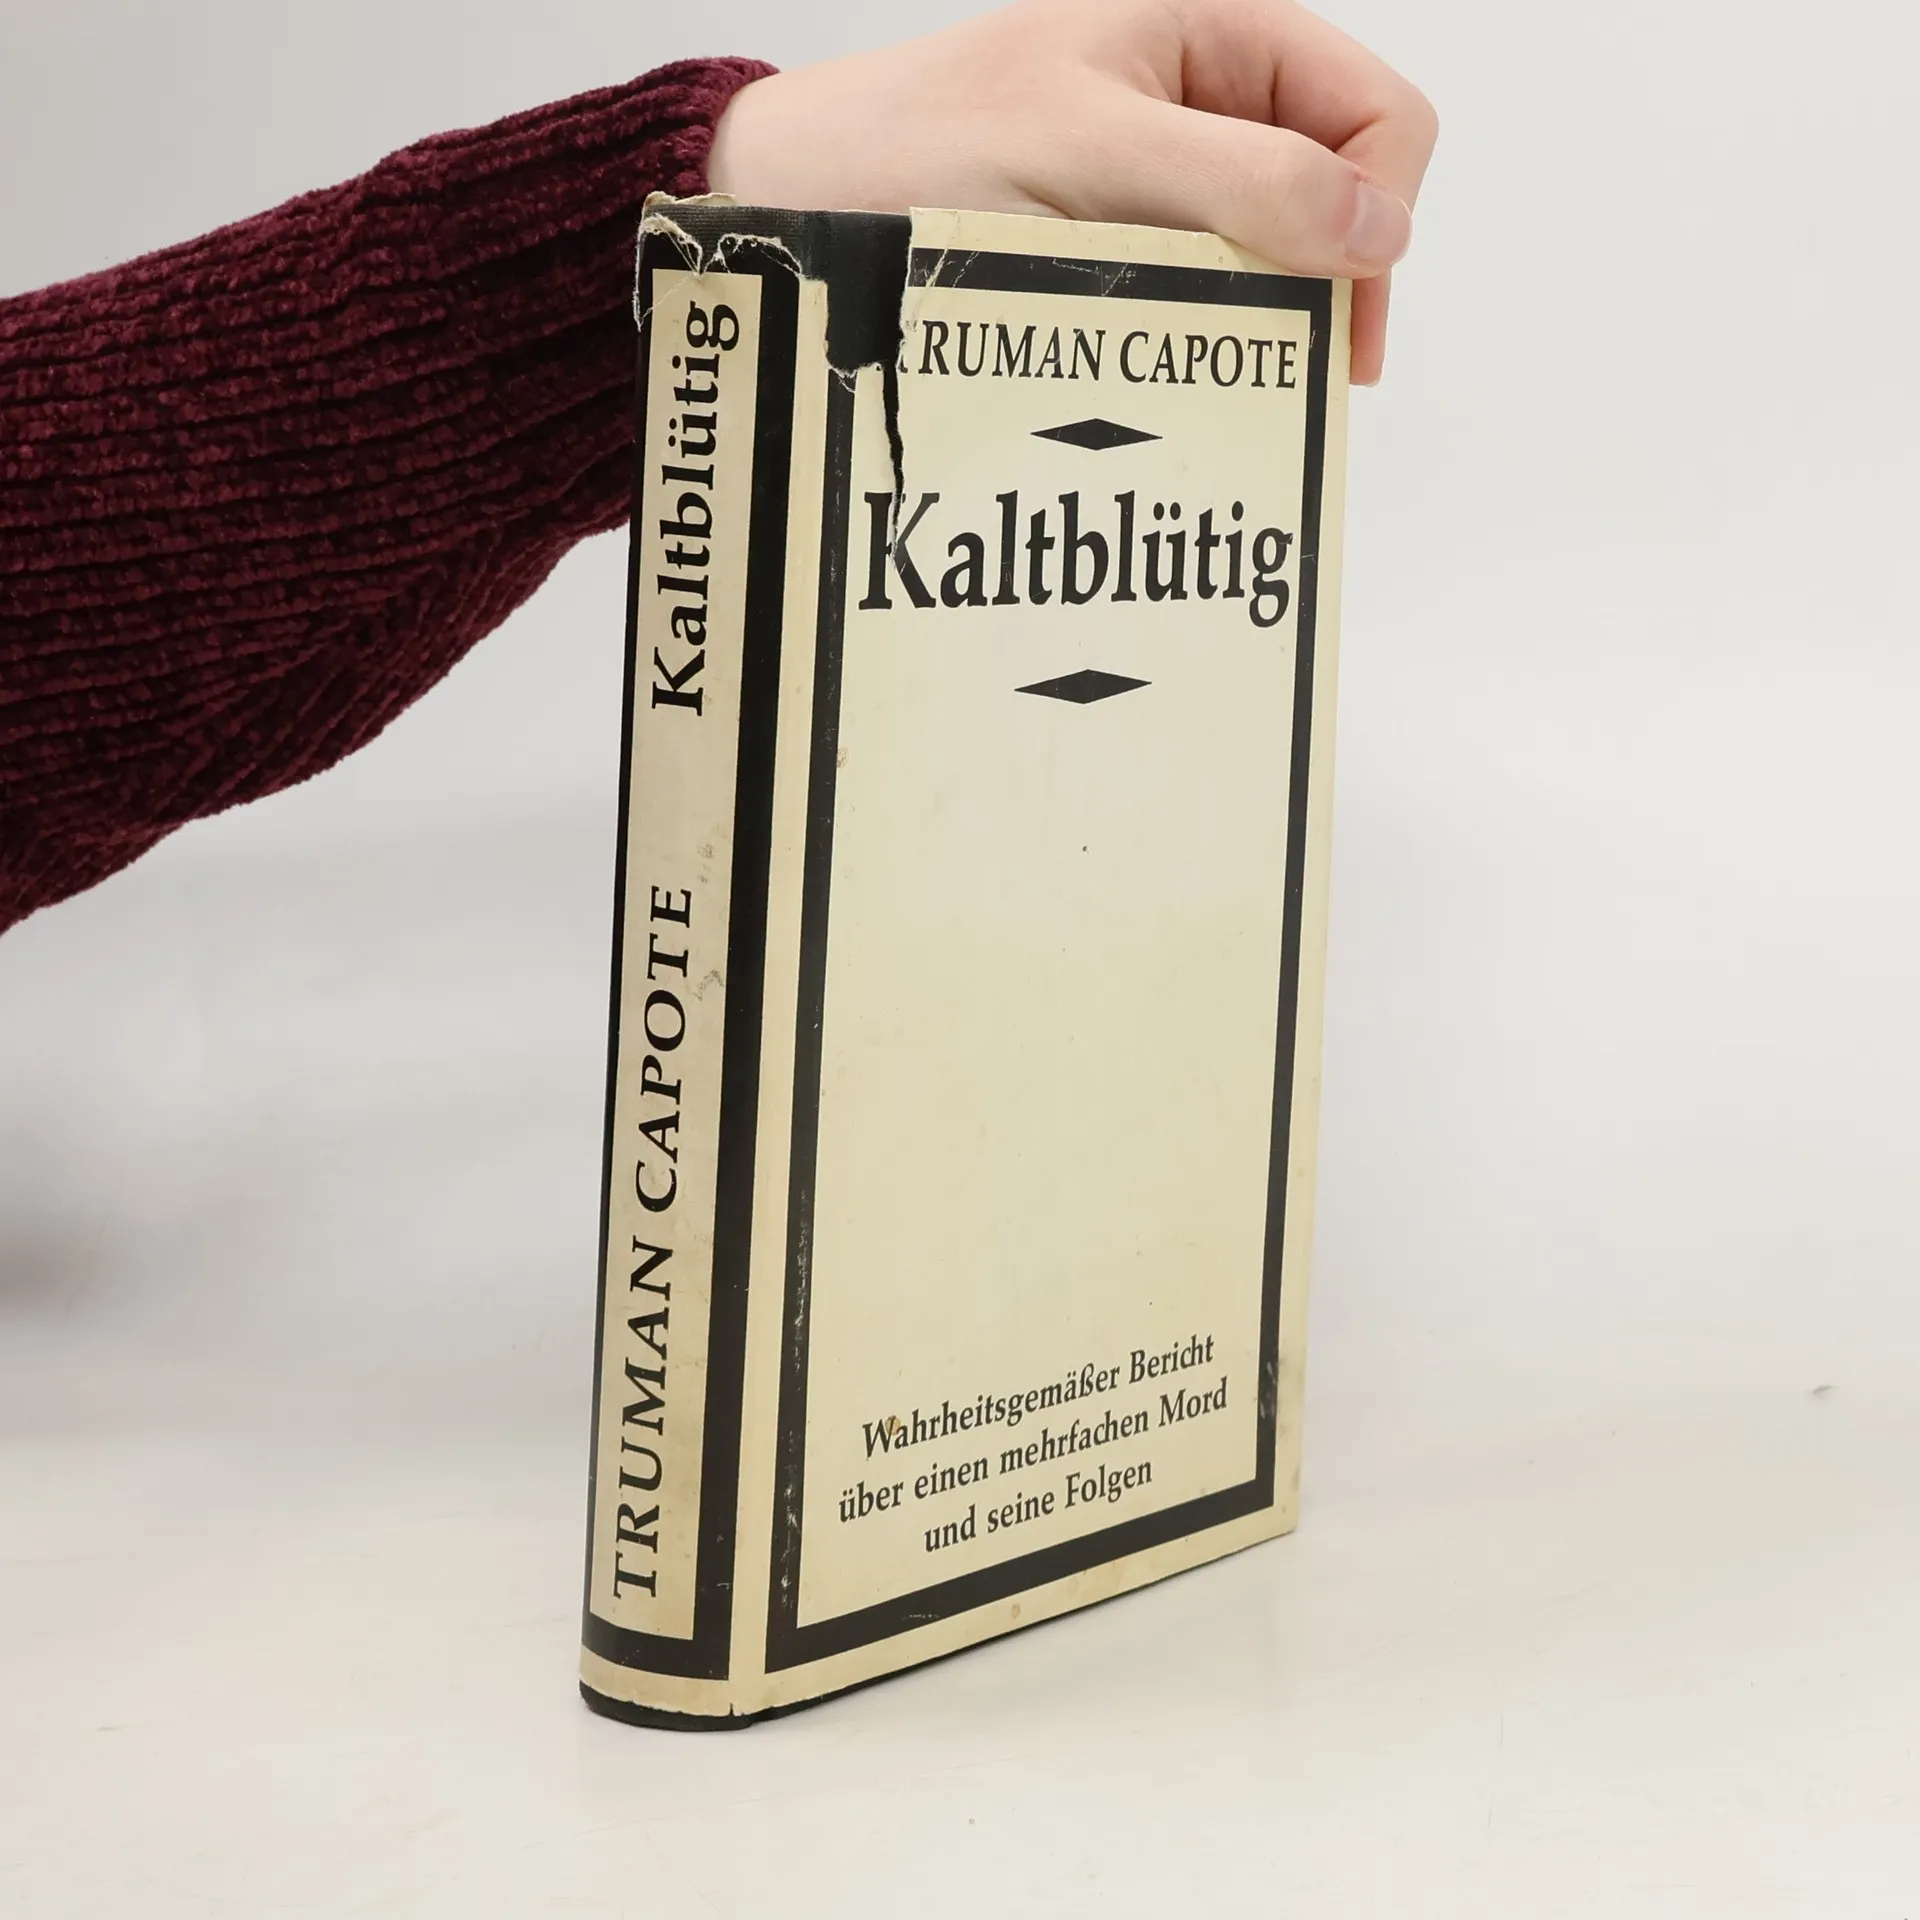 Kaltblütig
TRUMAN CAPOTE
TRUMAN CAPOTE
Kaltblütig
Wahrheitsgemäßer Bericht
über einen mehrfachen Mord
und seine Folgen